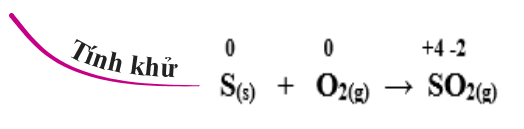 Tính khử
0 0 +4 -2
S(s) + O2(g) → SO2(g)